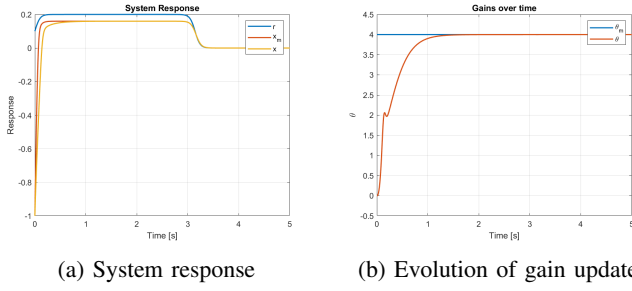 System Response
0.2
0
-0.2
-0.4
-0.6
-0.8
-1
Response
0
1
2
3
4
5
Time [s]
r
x_m
x
(a) System response
Gains over time
4.5
4
3.5
3
2.5
2
1.5
1
0.5
0
-0.5
θ
0
1
2
3
4
5
Time [s]
θ_m
θ
(b) Evolution of gain update